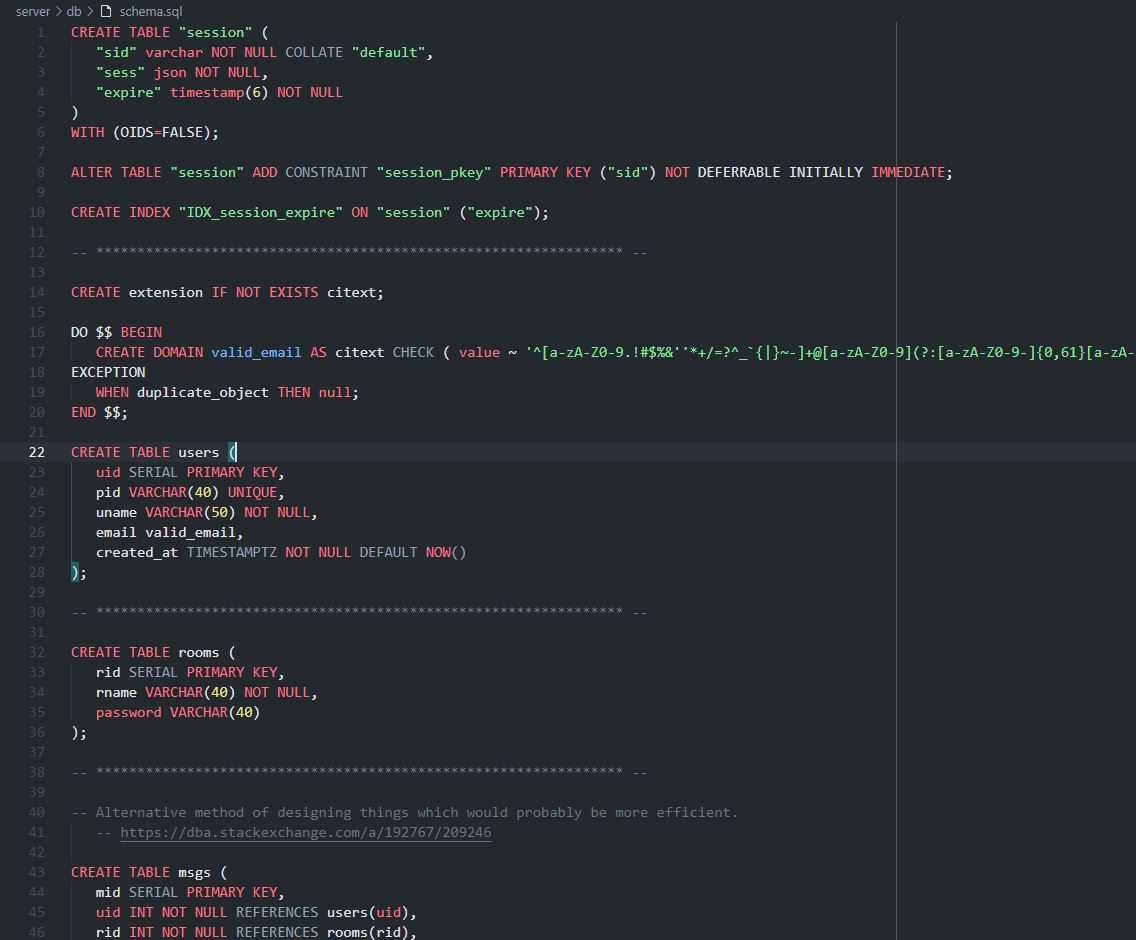 server > db > schema.sql
1 CREATE TABLE "session" (
2 "sid" varchar NOT NULL COLLATE "default",
3 "sess" json NOT NULL,
4 "expire" timestamp(6) NOT NULL
5 )
6 WITH (OIDS=FALSE);
7
8 ALTER TABLE "session" ADD CONSTRAINT "session_pkey" PRIMARY KEY ("sid") NOT DEFERRABLE INITIALLY IMMEDIATE;
9
10 CREATE INDEX "IDX_session_expire" ON "session" ("expire");
11
12 -- **************************************************************** --
13
14 CREATE extension IF NOT EXISTS citext;
15
16 DO $$ BEGIN
17 CREATE DOMAIN valid_email AS citext CHECK ( value ~ '^[a-zA-Z0-9.!#$%&''*+/=?^_`{|}~-]+@[a-zA-Z0-9](?:[a-zA-Z0-9-]{0,61}[a-zA-
18 EXCEPTION
19 WHEN duplicate_object THEN null;
20 END $$;
21
22 CREATE TABLE users (
23 uid SERIAL PRIMARY KEY,
24 pid VARCHAR(40) UNIQUE,
25 uname VARCHAR(50) NOT NULL,
26 email valid_email,
27 created_at TIMESTAMPTZ NOT NULL DEFAULT NOW()
28 );
29
30 -- **************************************************************** --
31
32 CREATE TABLE rooms (
33 rid SERIAL PRIMARY KEY,
34 rname VARCHAR(40) NOT NULL,
35 password VARCHAR(40)
36 );
37
38 -- **************************************************************** --
39
40 -- Alternative method of designing things which would probably be more efficient.
41 -- https://dba.stackexchange.com/a/192767/209246
42
43 CREATE TABLE msgs (
44 mid SERIAL PRIMARY KEY,
45 uid INT NOT NULL REFERENCES users(uid),
46 rid INT NOT NULL REFERENCES rooms(rid),